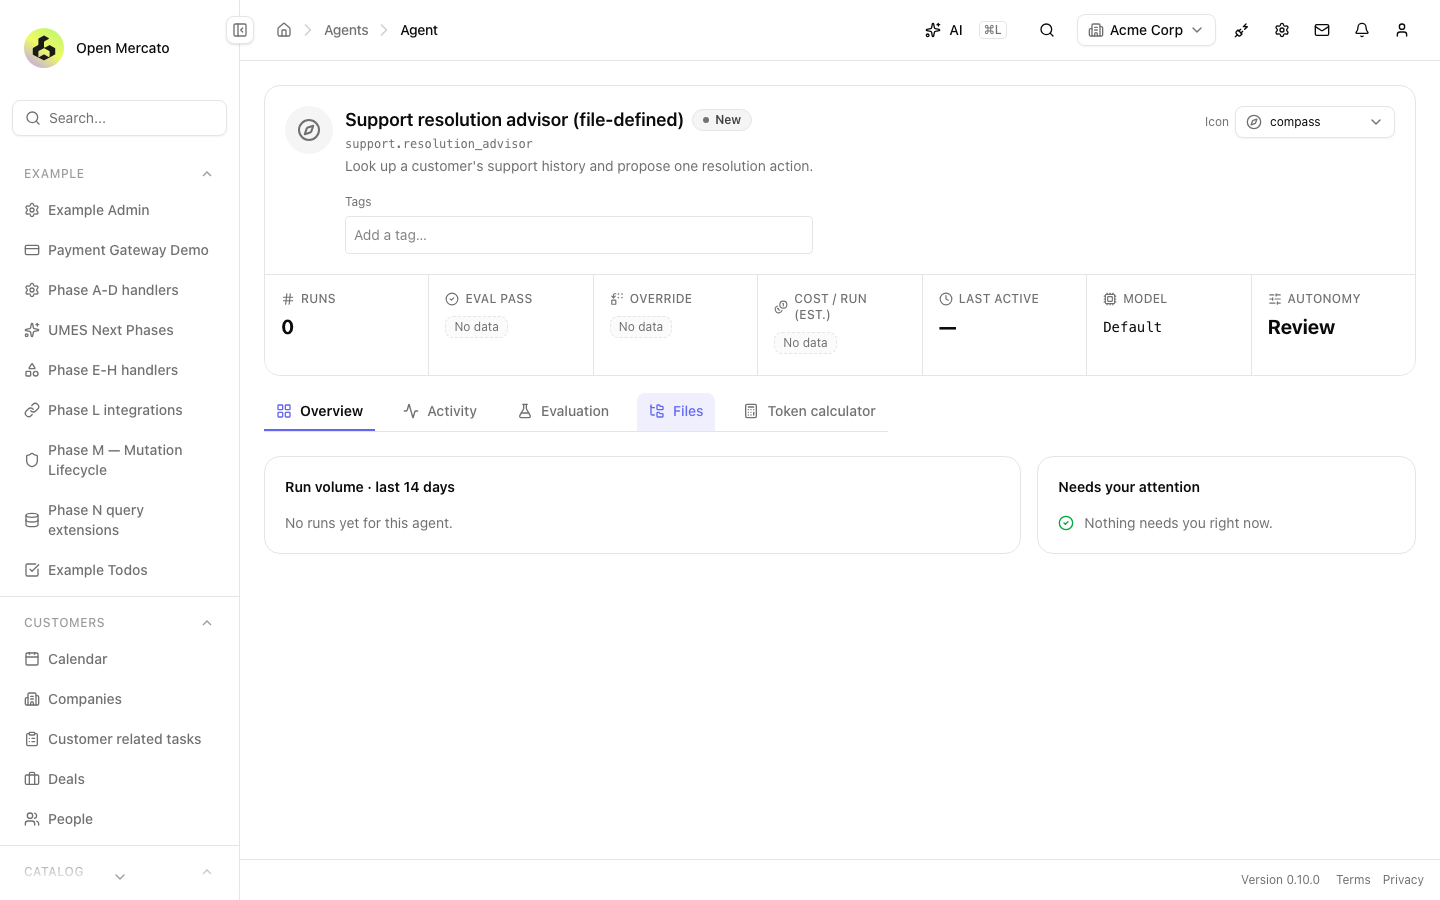 Open Mercato
Agents
Agent
AI
⌘L
Acme Corp
Search...
EXAMPLE
Example Admin
Payment Gateway Demo
Phase A-D handlers
UMES Next Phases
Phase E-H handlers
Phase L integrations
Phase M — Mutation
Lifecycle
Phase N query
extensions
Example Todos
CUSTOMERS
Calendar
Companies
Customer related tasks
Deals
People
CATALOG
Support resolution advisor (file-defined)
New
Icon
compass
support.resolution_advisor
Look up a customer's support history and propose one resolution action.
Tags
Add a tag...
RUNS
0
EVAL PASS
No data
OVERRIDE
No data
COST / RUN
(EST.)
No data
LAST ACTIVE
—
MODEL
Default
AUTONOMY
Review
Overview
Activity
Evaluation
Files
Token calculator
Run volume · last 14 days
No runs yet for this agent.
Needs your attention
Nothing needs you right now.
Version 0.10.0
Terms
Privacy